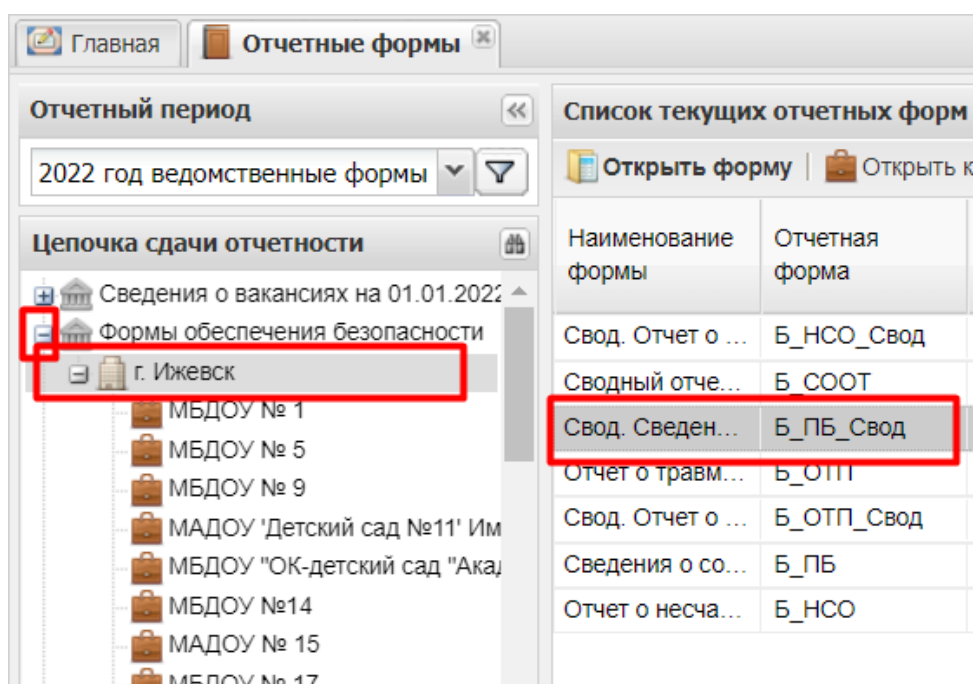 Главная
Отчетные формы
Отчетный период
2022 год ведомственные формы
Цепочка сдачи отчетности
Сведения о вакансиях на 01.01.2022
Формы обеспечения безопасности
г. Ижевск
МБДОУ № 1
МБДОУ № 5
МБДОУ № 9
МАДОУ 'Детский сад №11' Им
МБДОУ "ОК-детский сад "Акад
МБДОУ №14
МАДОУ № 15
МБДОУ № 17
Список текущих отчетных форм
Открыть форму
Открыть к
Наименование формы
Отчетная форма
Свод. Отчет о ... Б_НСО_Свод
Сводный отче... Б_СООТ
Свод. Сведен... Б_ПБ_Свод
Отчет о травм... Б_ОТП
Свод. Отчет о ... Б_ОТП_Свод
Сведения о со... Б_ПБ
Отчет о несча... Б_НСО